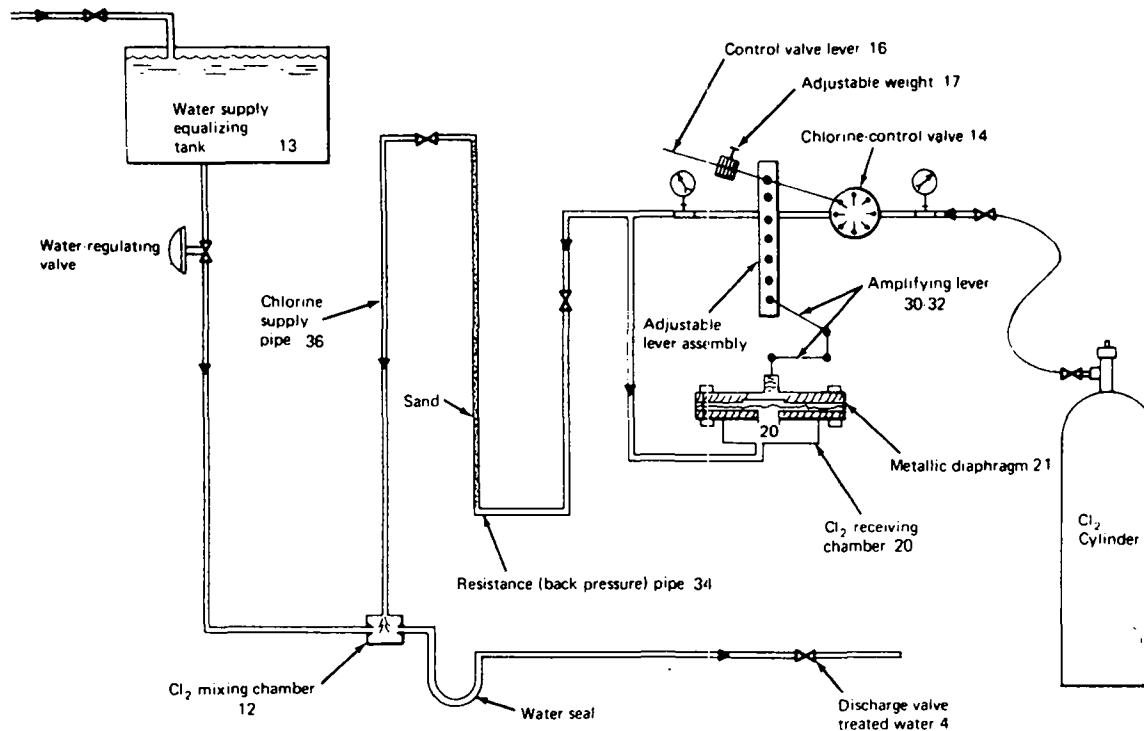 Control valve lever 16
Adjustable weight 17
Chlorine-control valve 14
Water supply
equalizing
tank 13
Water-regulating
valve
Chlorine
supply
pipe 36
Amplifying lever
30-32
Adjustable
lever assembly
Sand
20
Metallic diaphragm 21
Cl₂ receiving
chamber 20
Cl₂
Cylinder
Resistance (back pressure) pipe 34
Cl₂ mixing chamber
12
Water seal
Discharge valve
treated water 4